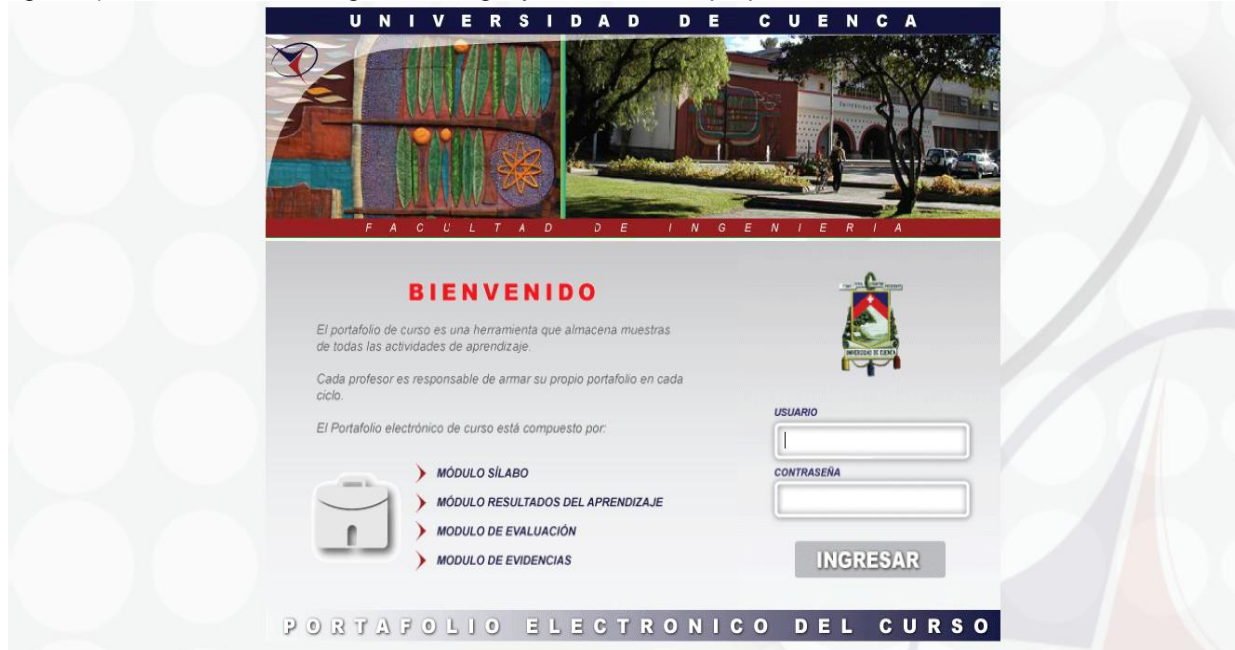 UNIVERSIDAD DE CUENCA
FACULTAD DE INGENIERIA
BIENVENIDO
El portafolio de curso es una herramienta que almacena muestras
de todas las actividades de aprendizaje.
Cada profesor es responsable de armar su propio portafolio en cada
ciclo.
El Portafolio electrónico de curso está compuesto por:
MÓDULO SÍLABO
MÓDULO RESULTADOS DEL APRENDIZAJE
MODULO DE EVALUACIÓN
MODULO DE EVIDENCIAS
UNIVERSIDAD DE CUENCA
USUARIO
CONTRASEÑA
INGRESAR
PORTAFOLIO ELECTRONICO DEL CURSO